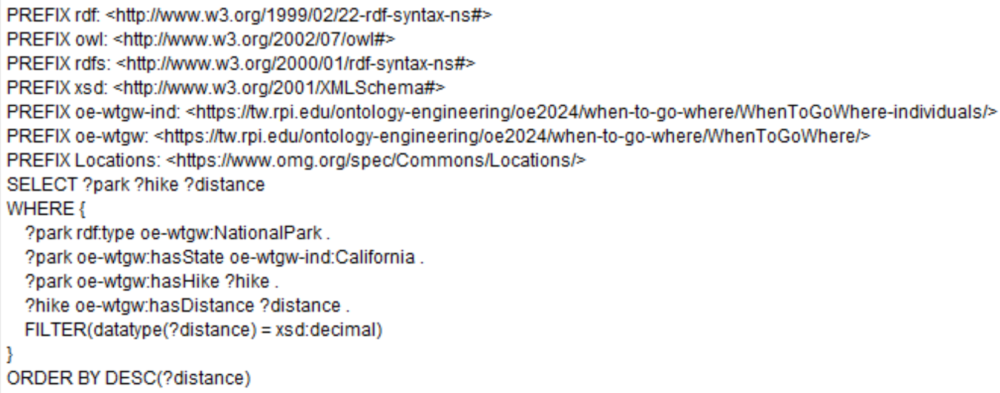 PREFIX rdf: <http://www.w3.org/1999/02/22-rdf-syntax-ns#>
PREFIX owl: <http://www.w3.org/2002/07/owl#>
PREFIX rdfs: <http://www.w3.org/2000/01/rdf-syntax-ns#>
PREFIX xsd: <http://www.w3.org/2001/XMLSchema#>
PREFIX oe-wtgw-ind: <https://tw.rpi.edu/ontology-engineering/oe2024/when-to-go-where/WhenToGoWhere-individuals/>
PREFIX oe-wtgw: <https://tw.rpi.edu/ontology-engineering/oe2024/when-to-go-where/WhenToGoWhere/>
PREFIX Locations: <https://www.omg.org/spec/Commons/Locations/>
SELECT ?park ?hike ?distance
WHERE {
    ?park rdf:type oe-wtgw:NationalPark .
    ?park oe-wtgw:hasState oe-wtgw-ind:California .
    ?park oe-wtgw:hasHike ?hike .
    ?hike oe-wtgw:hasDistance ?distance .
    FILTER(datatype(?distance) = xsd:decimal)
}
ORDER BY DESC(?distance)